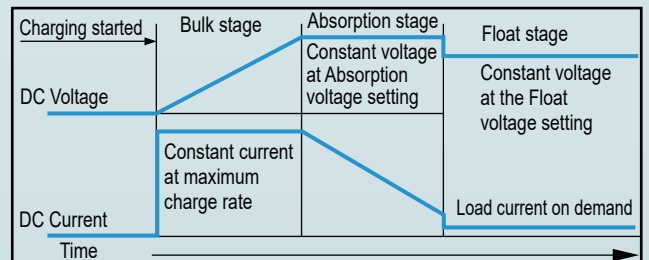 Charging started
Bulk stage
Absorption stage
Float stage
Constant voltage
at Absorption
voltage setting
Constant voltage
at the Float
voltage setting
DC Voltage
Constant current
at maximum
charge rate
Load current on demand
DC Current
Time